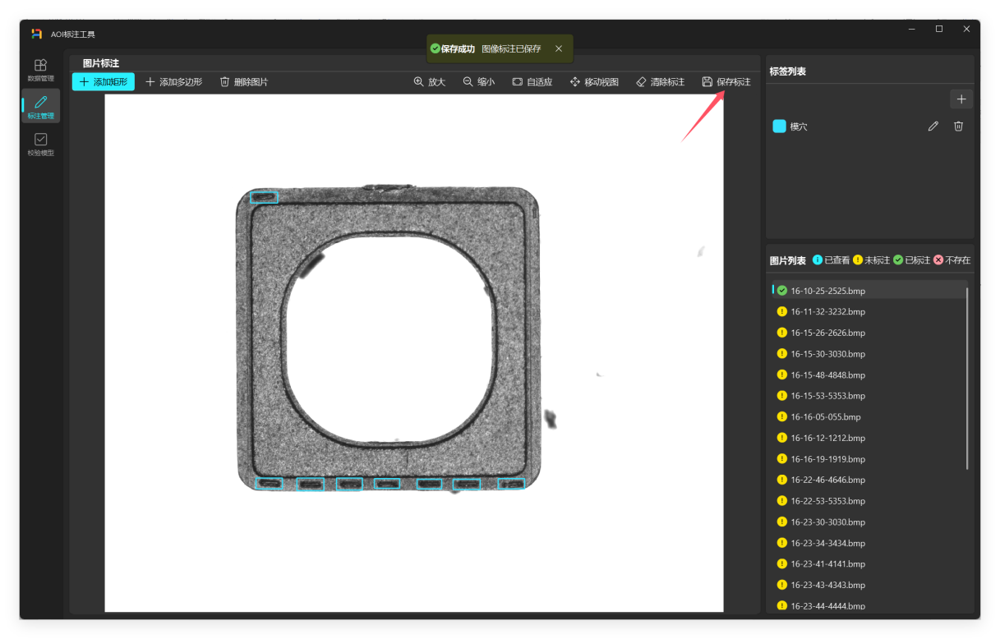 AOI标注工具
保存成功 图像标注已保存
数据管理
标注管理
校验模型
图片标注
添加矩形 添加多边形 删除图片 放大 缩小 自适应 移动视图 清除标注 保存标注
标签列表
模穴
图片列表 已查看 未标注 已标注 不存在
16-10-25-2525.bmp
16-11-32-3232.bmp
16-15-26-2626.bmp
16-15-30-3030.bmp
16-15-48-4848.bmp
16-15-53-5353.bmp
16-16-05-055.bmp
16-16-12-1212.bmp
16-16-19-1919.bmp
16-22-46-4646.bmp
16-22-53-5353.bmp
16-23-30-3030.bmp
16-23-34-3434.bmp
16-23-41-4141.bmp
16-23-43-4343.bmp
16-23-44-4444.bmp